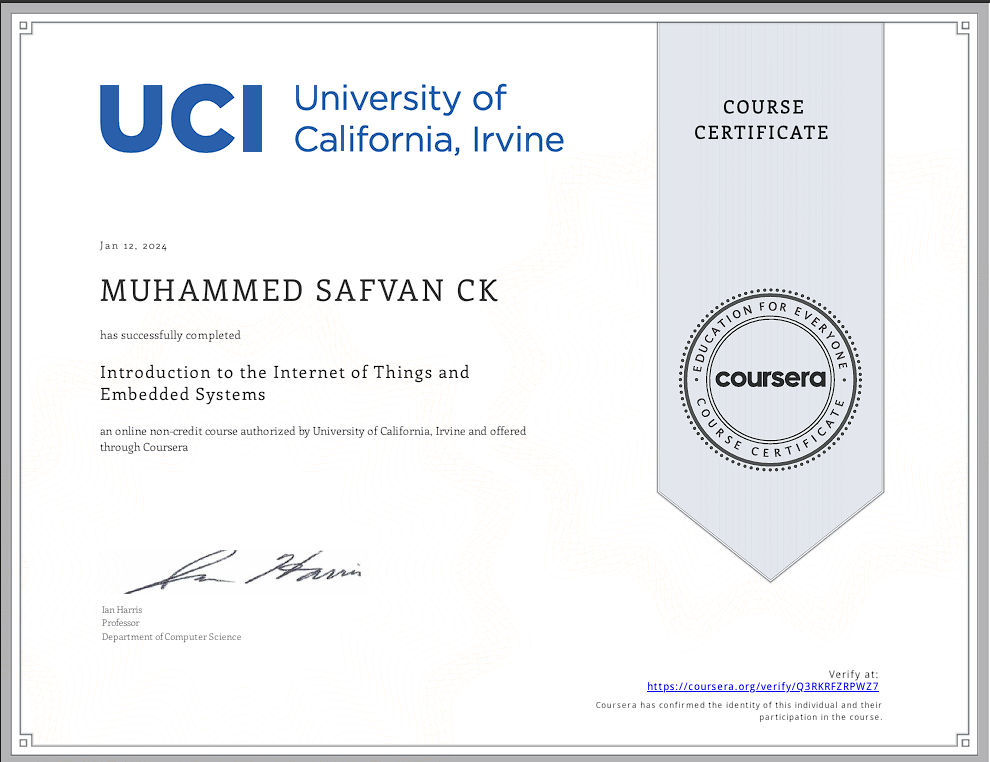 UCI University of
California, Irvine
COURSE
CERTIFICATE
Jan 12, 2024
MUHAMMED SAFVAN CK
has successfully completed
Introduction to the Internet of Things and
Embedded Systems
an online non-credit course authorized by University of California, Irvine and offered
through Coursera
EDUCATION FOR EVERYONE
coursera
COURSE CERTIFICATE
Ian Harris
Ian Harris
Professor
Department of Computer Science
Verify at:
https://coursera.org/verify/Q3RKRFZRPWZ7
Coursera has confirmed the identity of this individual and their
participation in the course.